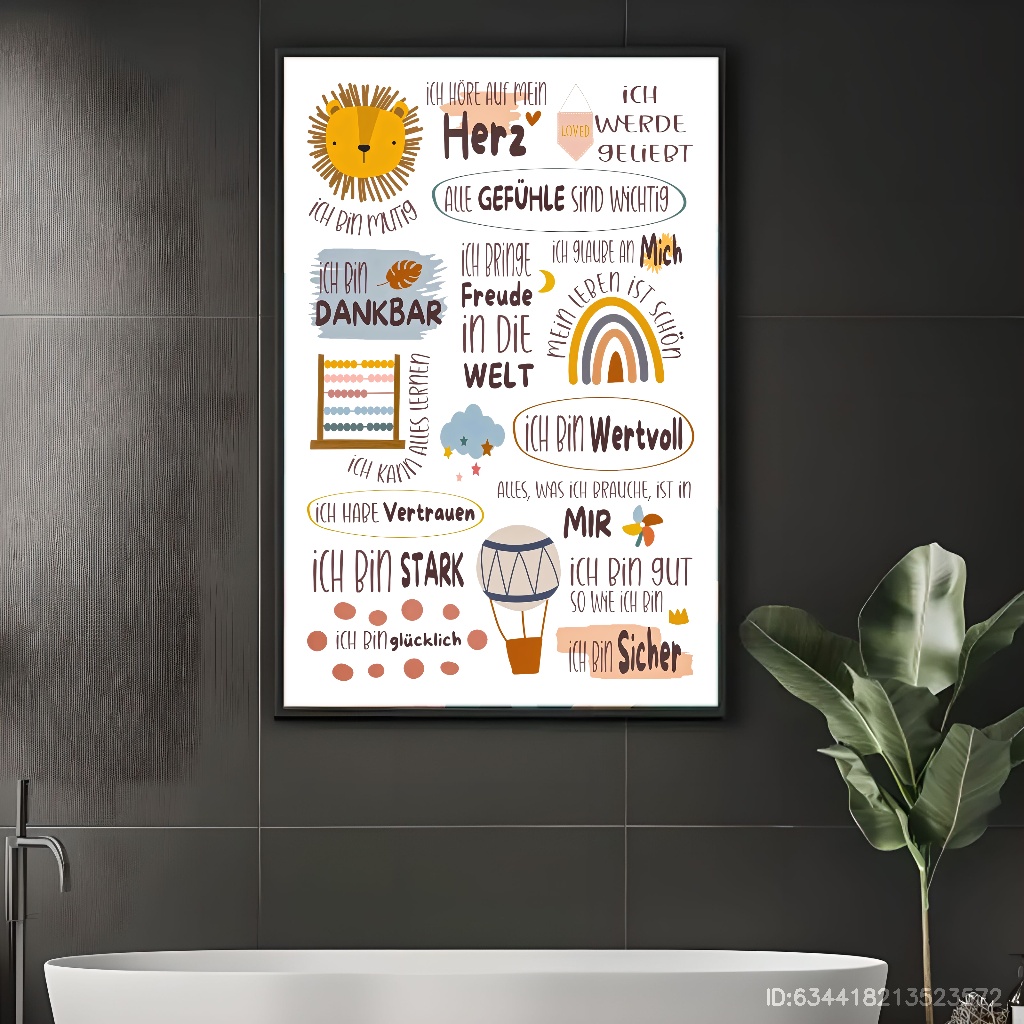 ICH HÖRE AUF MEIN
Herz
LOVED
ICH
WERDE
GELIEBT
ICH BIN MUTIG
ALLE GEFÜHLE SIND WICHTIG
ICH BIN
DANKBAR
ICH BRINGE
Freude
IN DIE
WELT
ICH GLAUBE AN Mich
MEIN LEBEN IST SCHÖN
ICH KANN ALLES LERNEN
ICH BIN Wertvoll
ALLES, WAS ICH BRAUCHE, IST IN
MIR
ICH HABE Vertrauen
ICH BIN STARK
ICH BIN GUT
SO WIE ICH BIN
ICH BIN glücklich
ICH BIN Sicher
ID:634418213523572